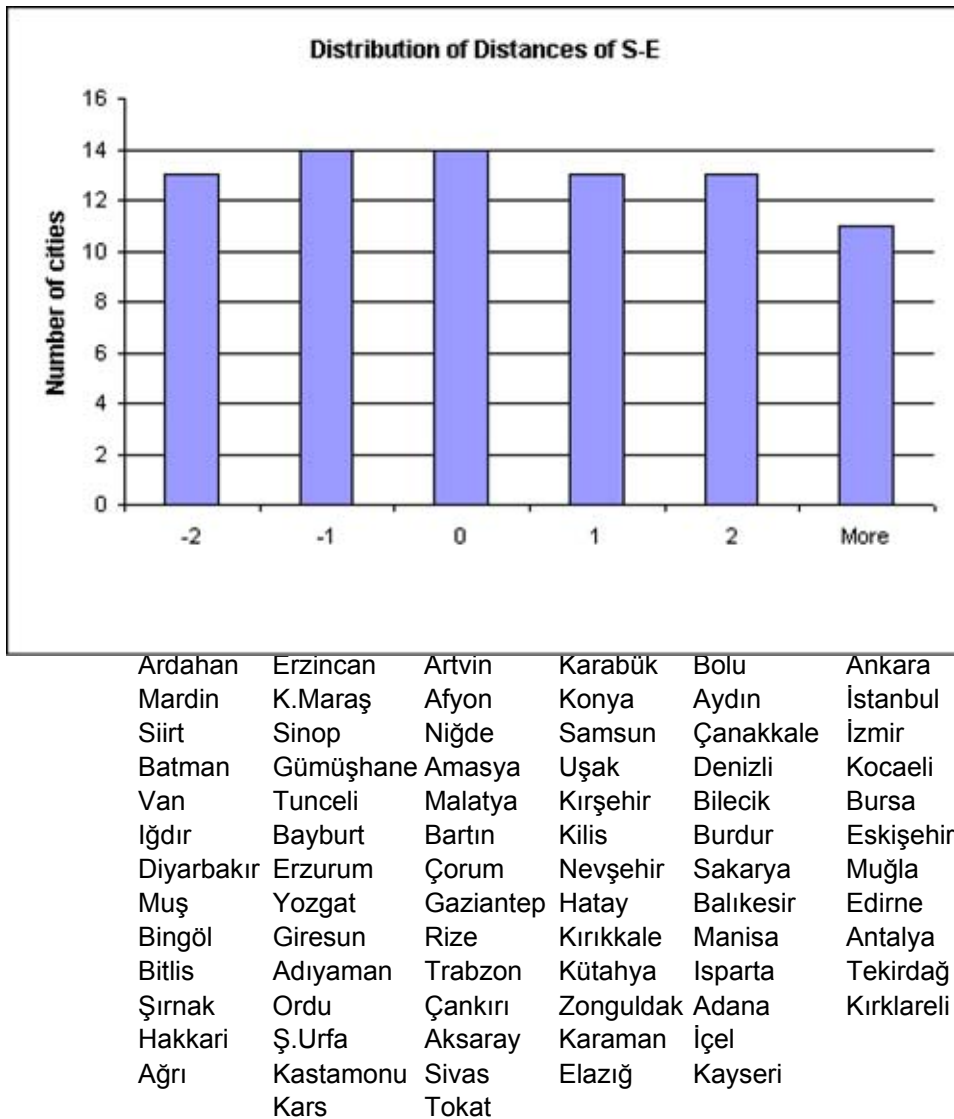 Distribution of Distances of S-E
16
14
12
10
8
6
4
2
0
Number of cities
-2 -1 0 1 2 More
Ardahan Erzincan Artvin Karabük Bolu Ankara
Mardin K.Maraş Afyon Konya Aydın İstanbul
Siirt Sinop Niğde Samsun Çanakkale İzmir
Batman Gümüşhane Amasya Uşak Denizli Kocaeli
Van Tunceli Malatya Kırşehir Bilecik Bursa
Iğdır Bayburt Bartın Kilis Burdur Eskişehir
Diyarbakır Erzurum Çorum Nevşehir Sakarya Muğla
Muş Yozgat Gaziantep Hatay Balıkesir Edirne
Bingöl Giresun Rize Kırıkkale Manisa Antalya
Bitlis Adıyaman Trabzon Kütahya Isparta Tekirdağ
Şırnak Ordu Çankırı Zonguldak Adana Kırklareli
Hakkari Ş.Urfa Aksaray Karaman İçel
Ağrı Kastamonu Sivas Elazığ Kayseri
Kars Tokat